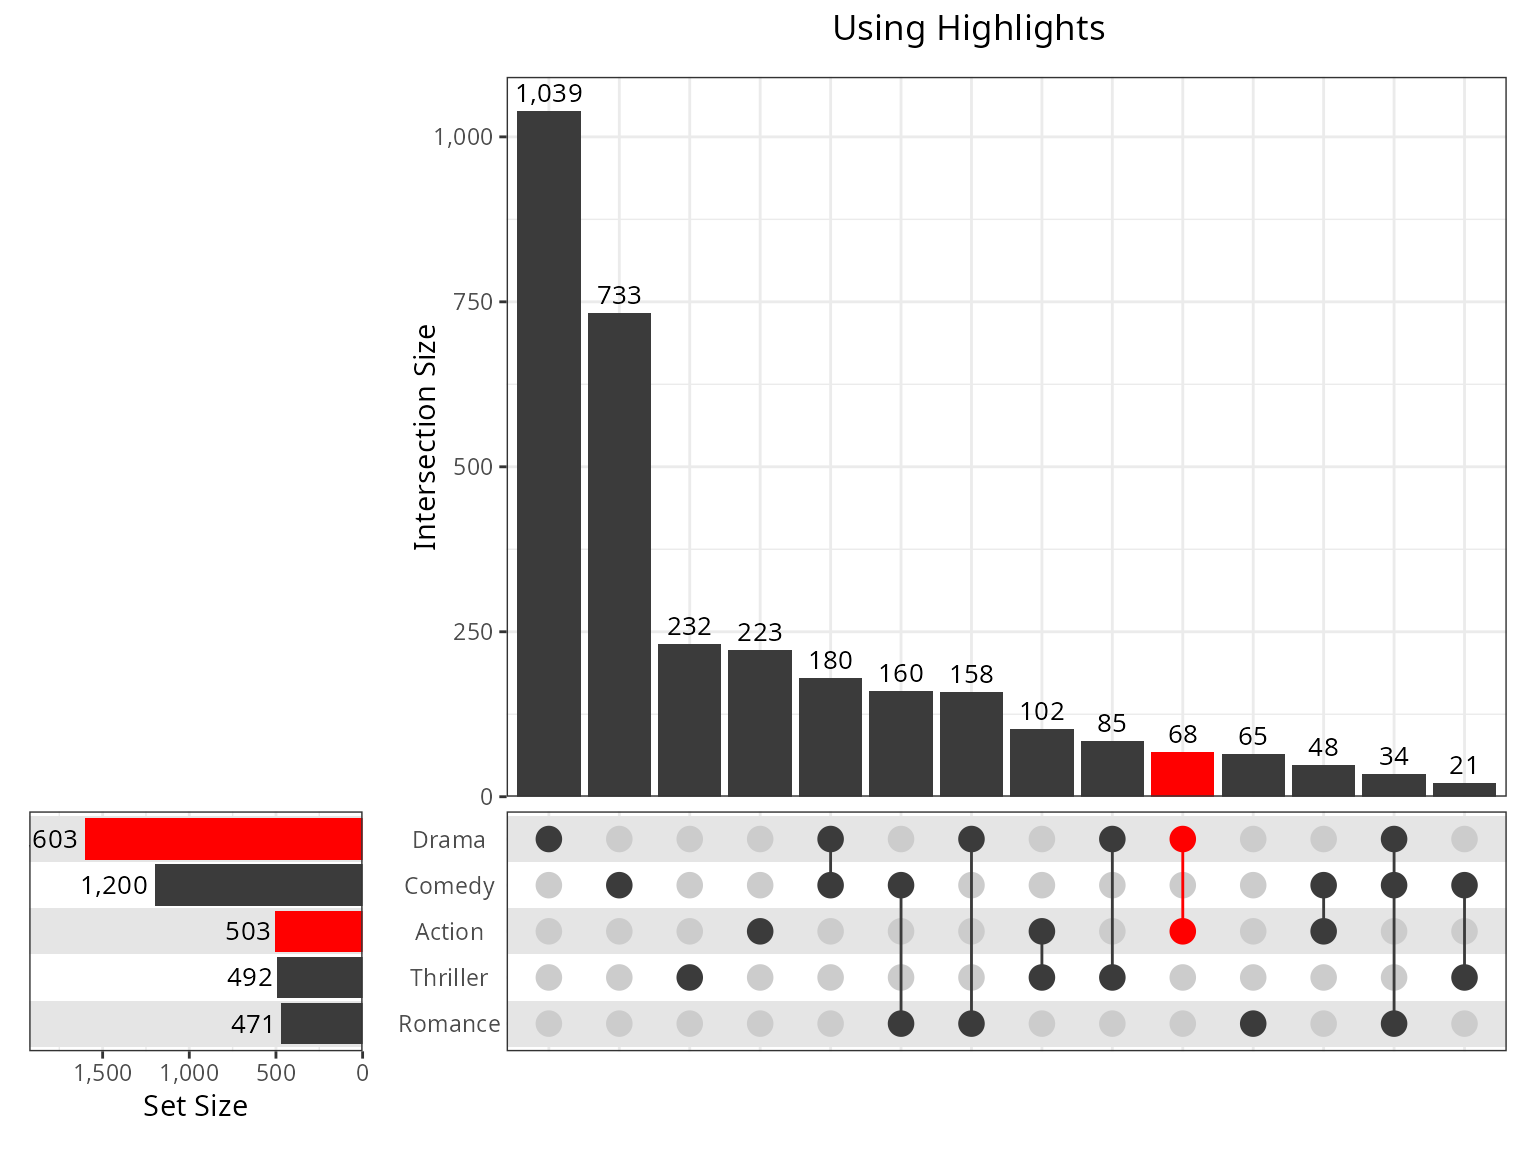 Using Highlights
1,039
1,000
733
750
Intersection Size
500
232
223
250
180
160
158
102
85
68
65
48
34
21
0
603
Drama
1,200
Comedy
503
Action
492
Thriller
471
Romance
1,500 1,000 500 0
Set Size